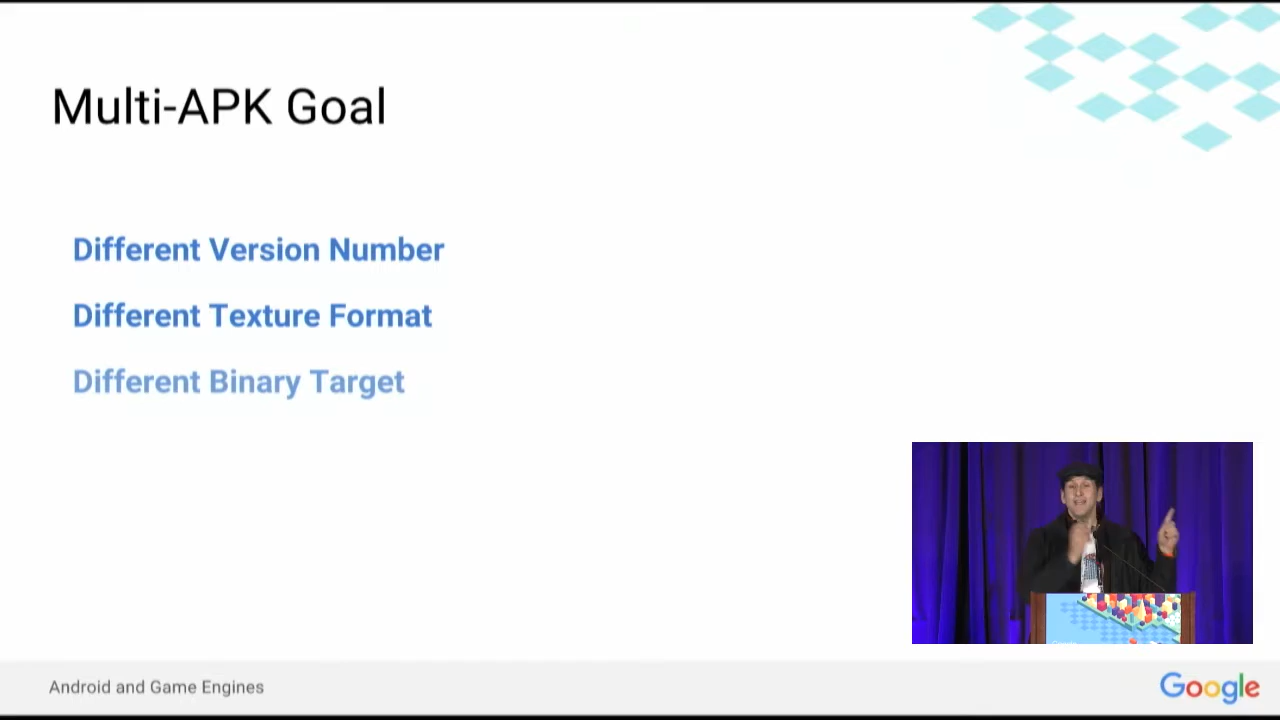 Multi-APK Goal
Different Version Number
Different Texture Format
Different Binary Target
Android and Game Engines
Google